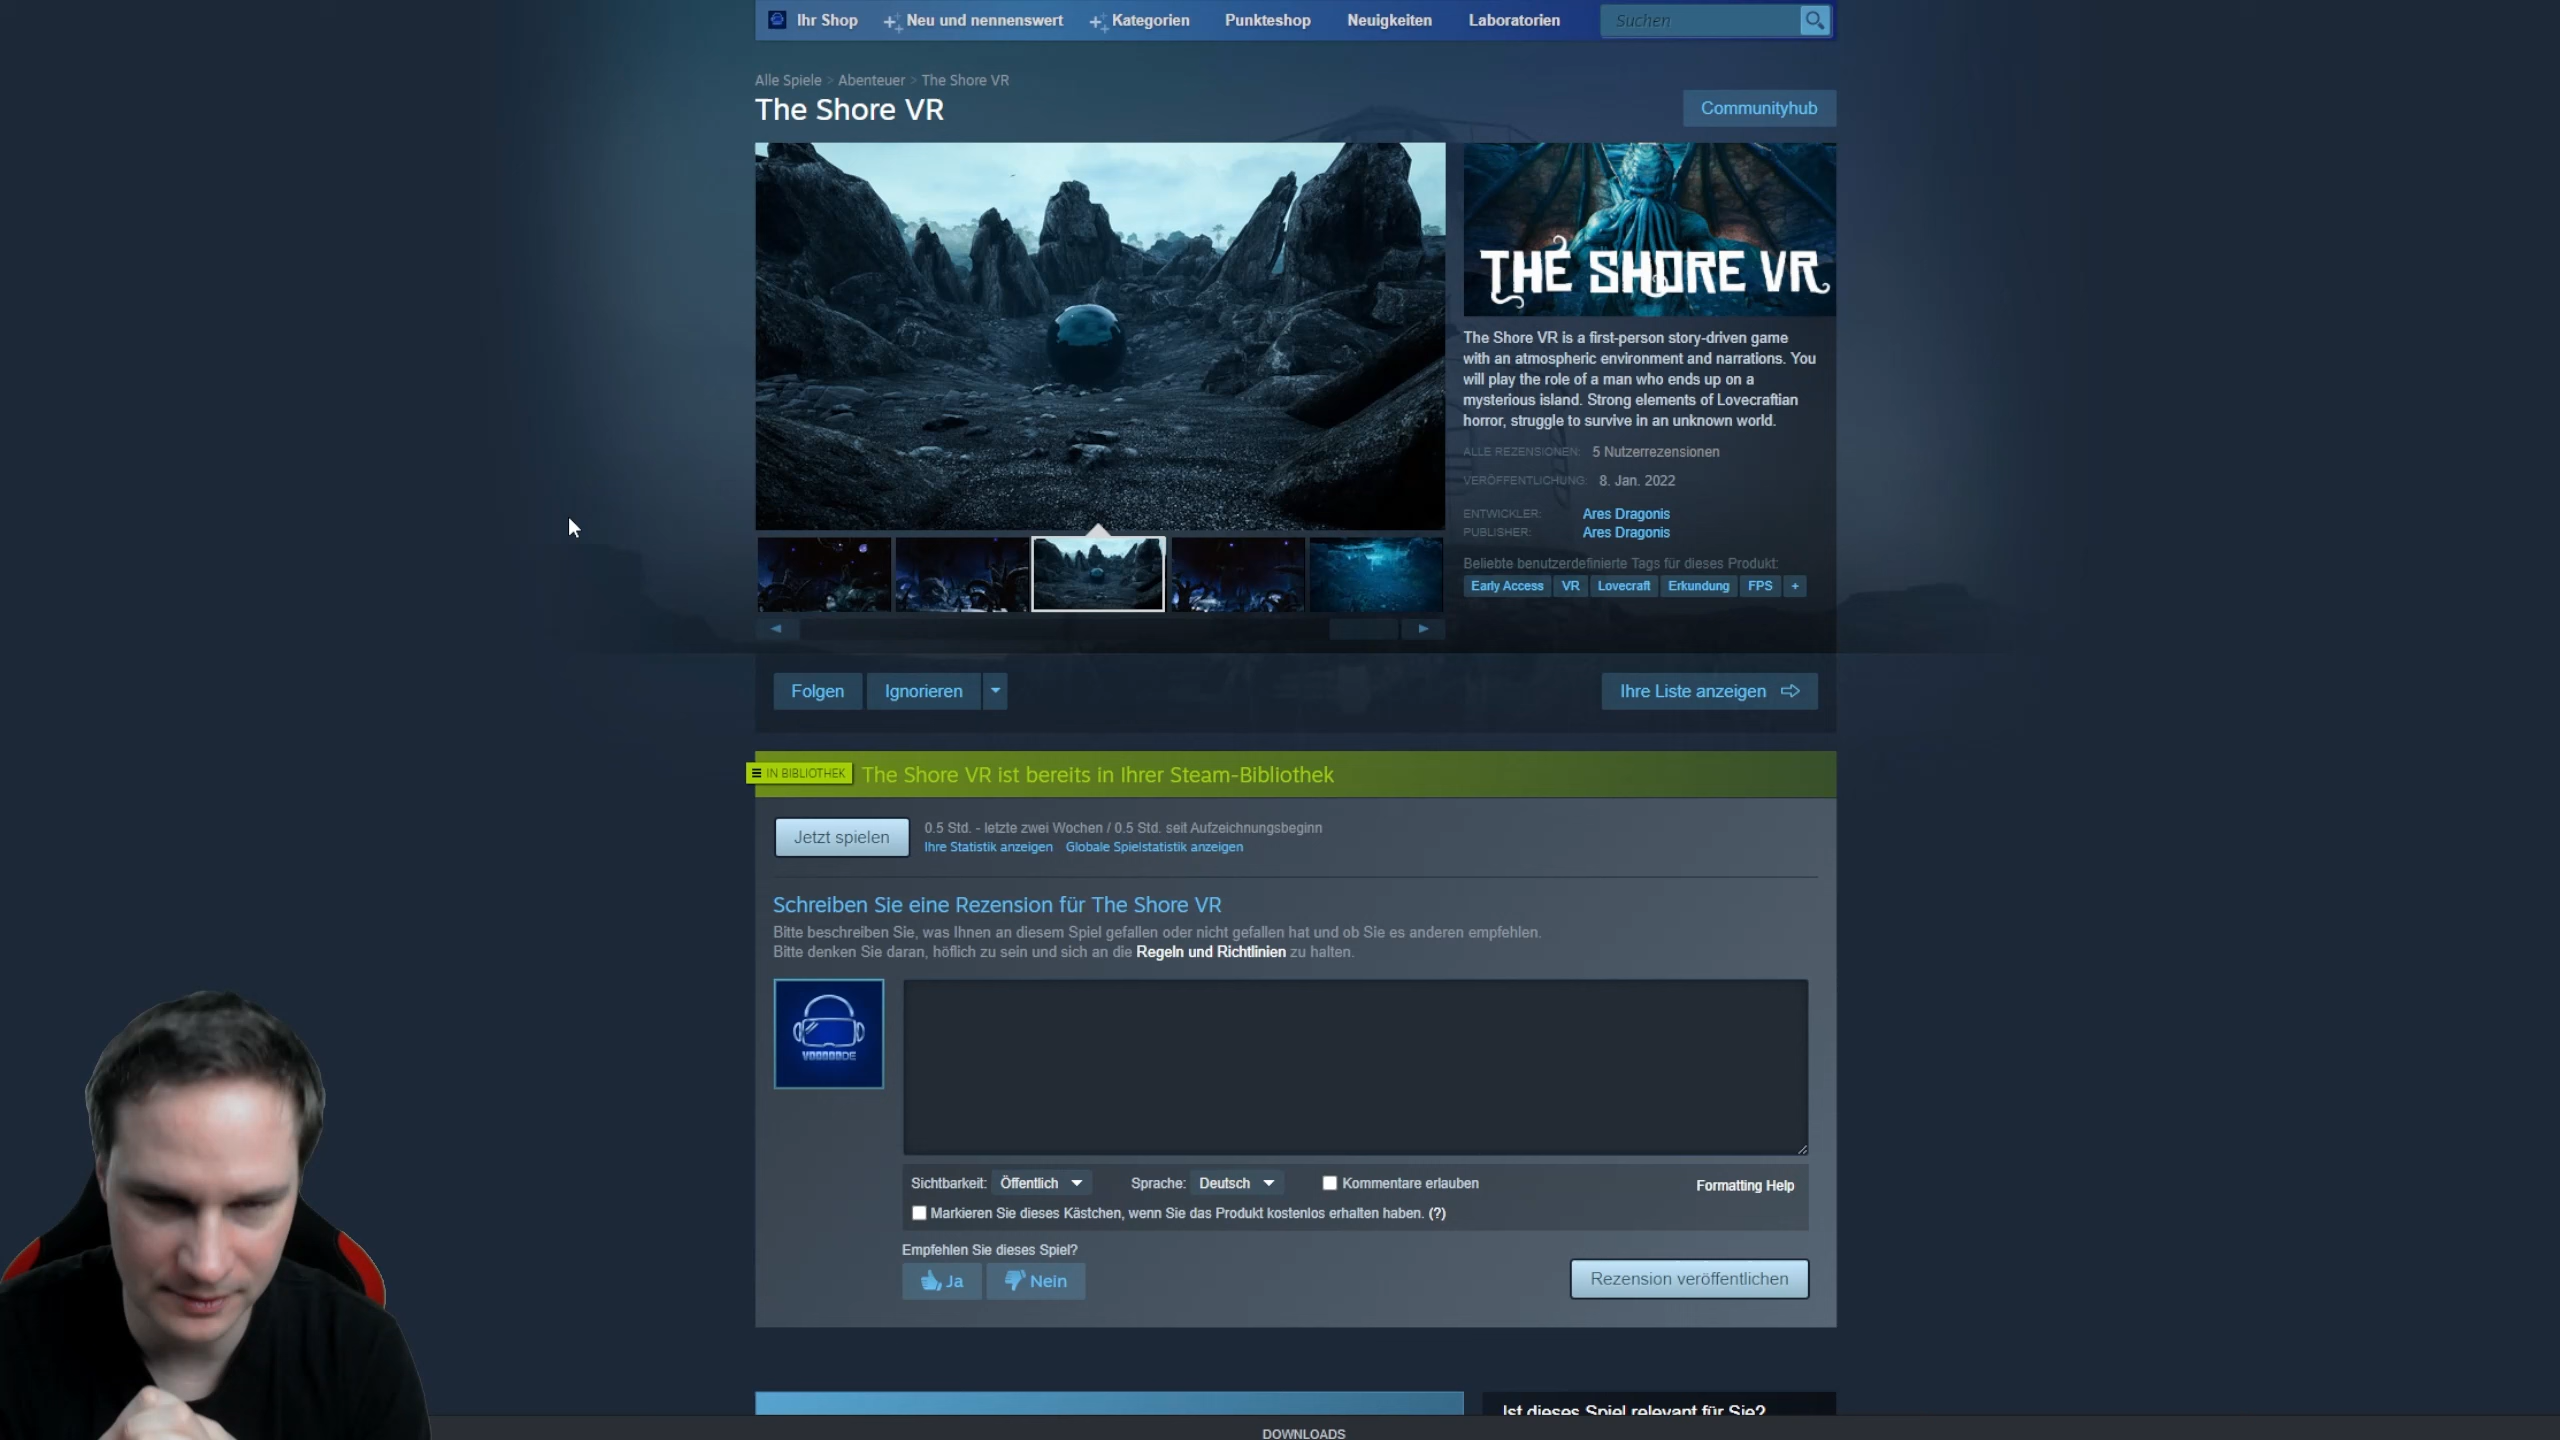 Ihr Shop Neu und nennenswert Kategorien Punkteshop Neuigkeiten Laboratorien Suchen
Alle Spiele > Abenteuer > The Shore VR
The Shore VR
Communityhub
THE SHORE VR
The Shore VR is a first-person story-driven game
with an atmospheric environment and narrations. You
will play the role of a man who ends up on a
mysterious island. Strong elements of Lovecraftian
horror, struggle to survive in an unknown world.
ALLE REZENSIONEN: 5 Nutzerrezensionen
VERÖFFENTLICHUNG: 8. Jan. 2022
ENTWICKLER: Ares Dragonis
PUBLISHER: Ares Dragonis
Beliebte benutzerdefinierte Tags für dieses Produkt:
Early Access VR Lovecraft Erkundung FPS +
Folgen Ignorieren Ihre Liste anzeigen
IN BIBLIOTHEK The Shore VR ist bereits in Ihrer Steam-Bibliothek
Jetzt spielen
0.5 Std. - letzte zwei Wochen / 0.5 Std. seit Aufzeichnungsbeginn
Ihre Statistik anzeigen Globale Spielstatistik anzeigen
Schreiben Sie eine Rezension für The Shore VR
Bitte beschreiben Sie, was Ihnen an diesem Spiel gefallen oder nicht gefallen hat und ob Sie es anderen empfehlen.
Bitte denken Sie daran, höflich zu sein und sich an die Regeln und Richtlinien zu halten.
VOODOODE
Sichtbarkeit: Öffentlich Sprache: Deutsch Kommentare erlauben Formatting Help
Markieren Sie dieses Kästchen, wenn Sie das Produkt kostenlos erhalten haben. (?)
Empfehlen Sie dieses Spiel?
Ja Nein
Rezension veröffentlichen
Ist dieses Spiel relevant für Sie?
DOWNLOADS